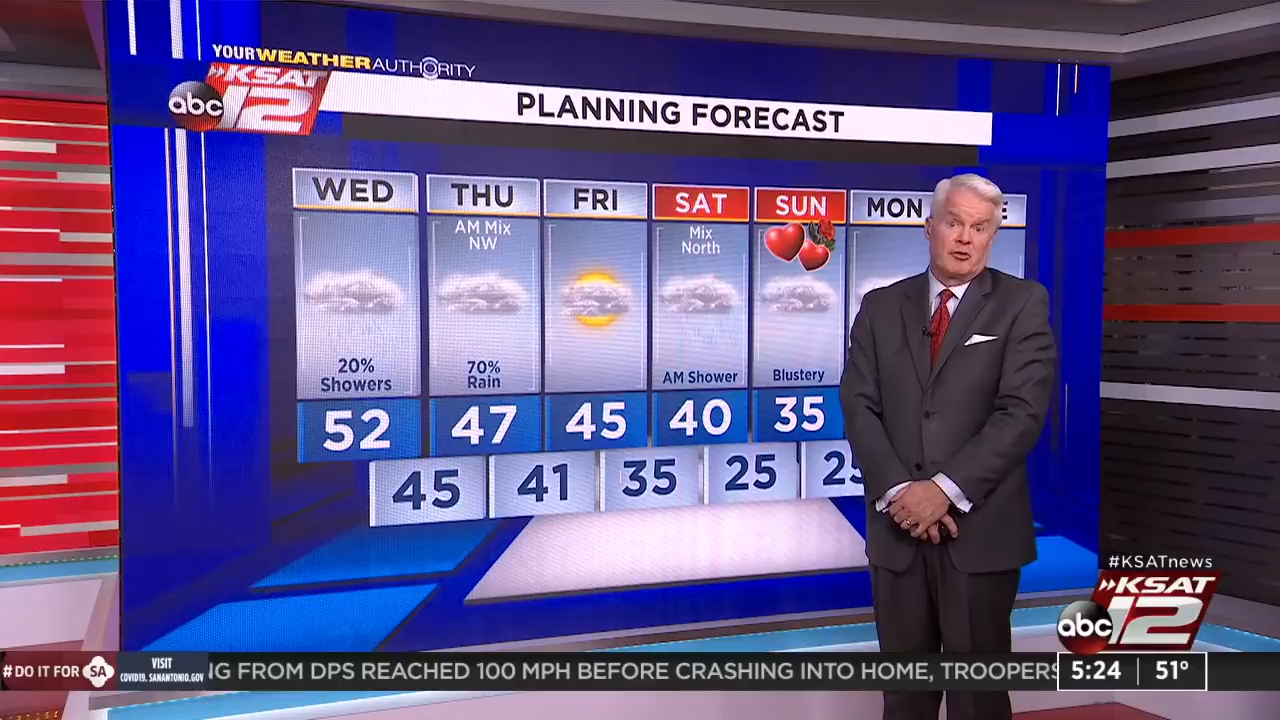 YOURWEATHERAUTHORITY
KSAT
abc 12
PLANNING FORECAST
WED
THU
FRI
SAT
SUN
MON
E
AM Mix
NW
Mix
North
20%
Showers
70%
Rain
AM Shower
Blustery
52
47
45
40
35
45
41
35
25
25
#KSATnews
KSAT
abc 12
#DO IT FOR SA
VISIT
COVID19.SANANTONIO.GOV
NG FROM DPS REACHED 100 MPH BEFORE CRASHING INTO HOME, TROOPERS
5:24 51°